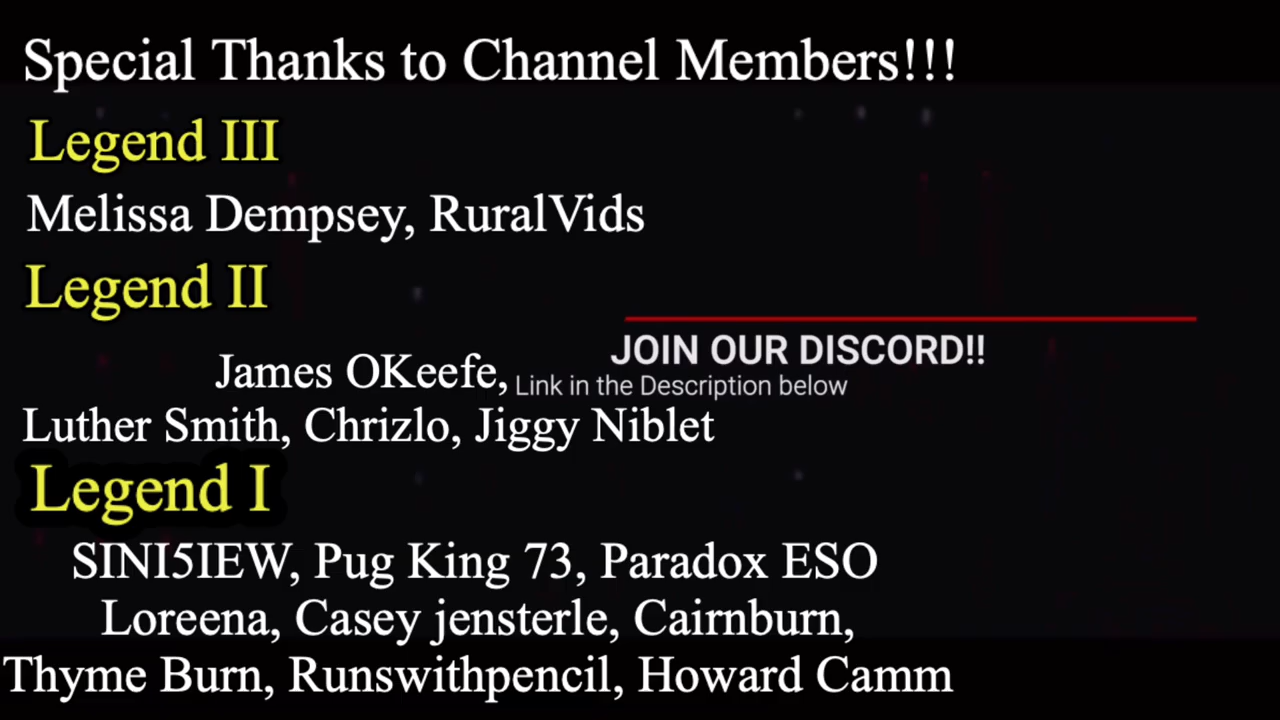 Special Thanks to Channel Members!!!
Legend III
Melissa Dempsey, RuralVids
Legend II
JOIN OUR DISCORD!!
James OKeefe,
Link in the Description below
Luther Smith, Chrizlo, Jiggy Niblet
Legend I
SINI5IEW, Pug King 73, Paradox ESO
Loreena, Casey jensterle, Cairnburn,
Thyme Burn, Runswithpencil, Howard Camm